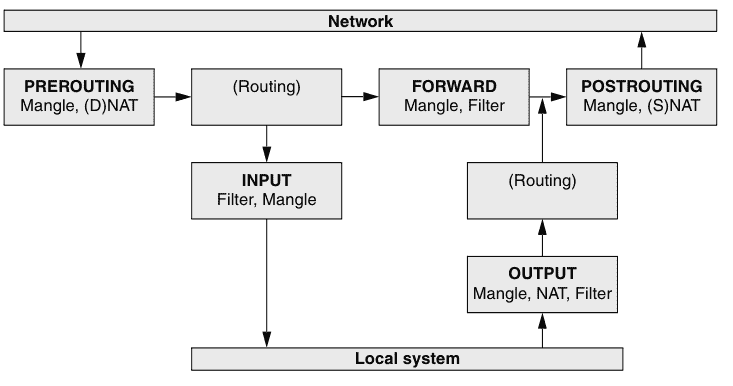 Network
PREROUTING
Mangle, (D)NAT
(Routing)
FORWARD
Mangle, Filter
POSTROUTING
Mangle, (S)NAT
INPUT
Filter, Mangle
(Routing)
OUTPUT
Mangle, NAT, Filter
Local system